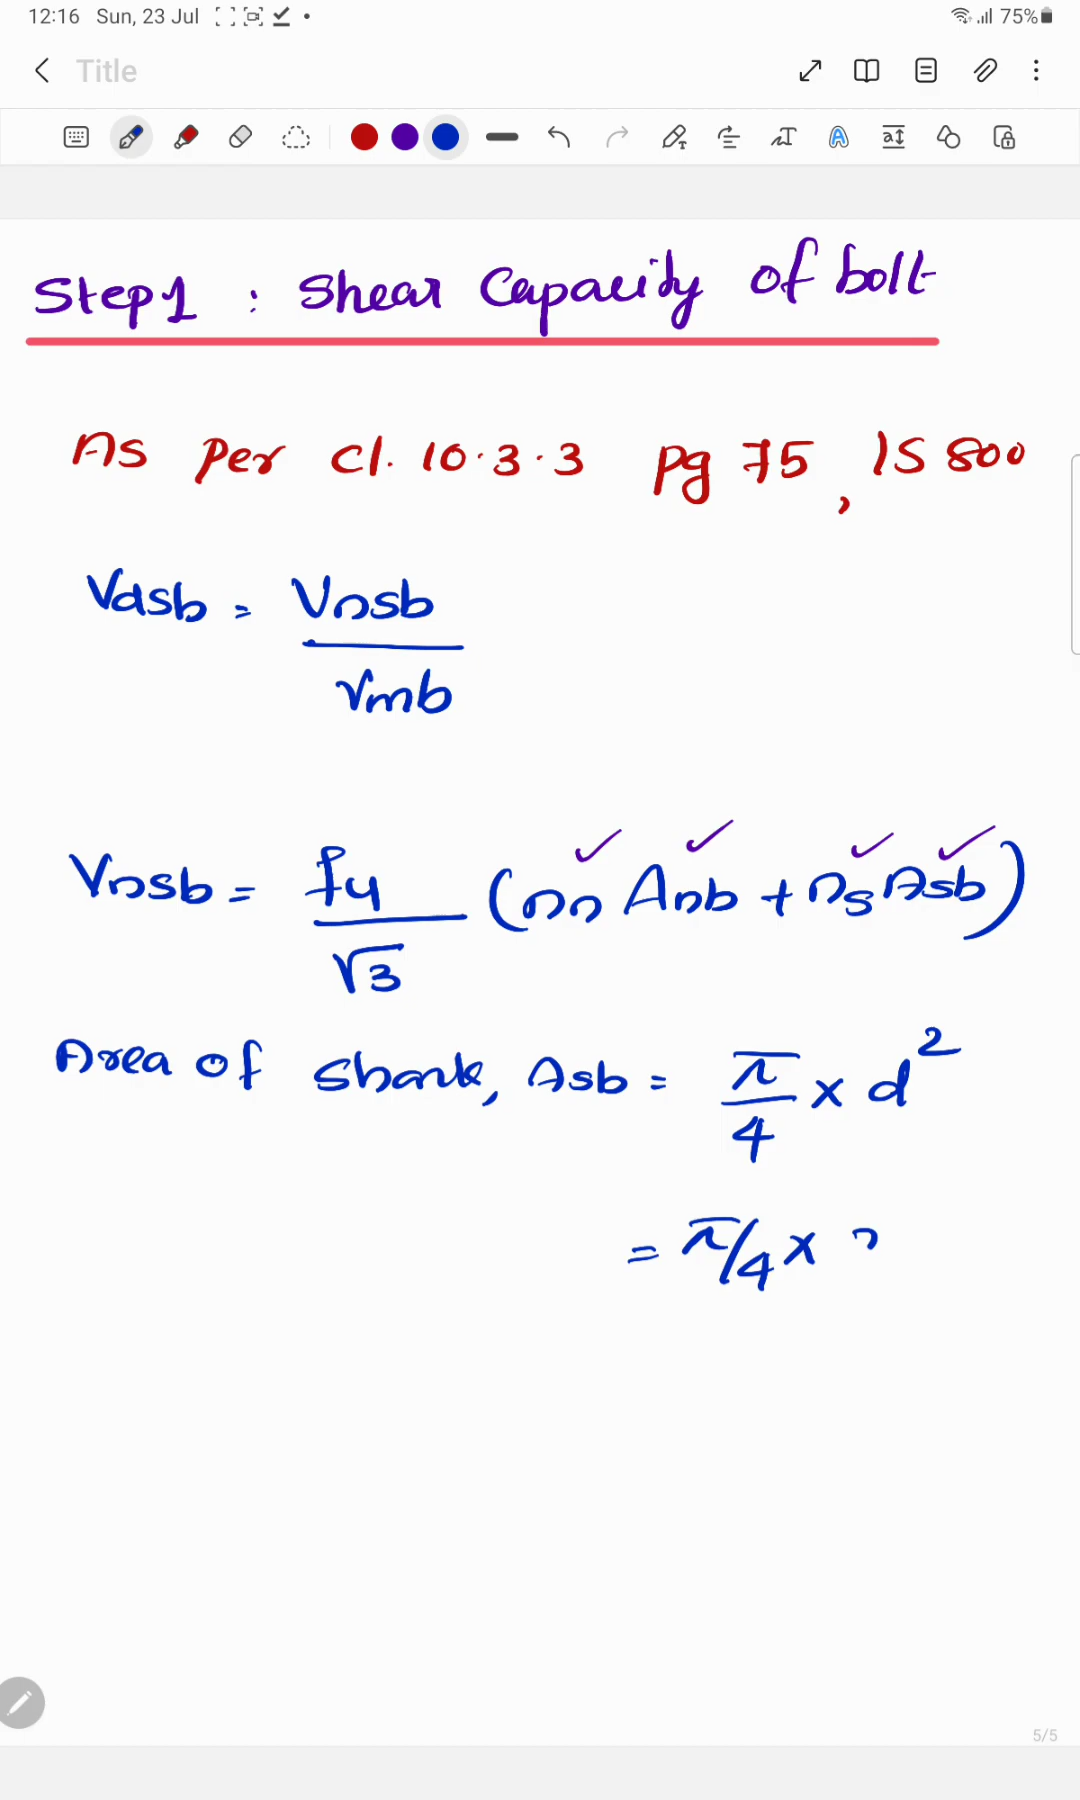 12:16 Sun, 23 Jul 75%
Title
Step 1 : Shear Capacity of bolt
As per cl. 10.3.3 pg 75, IS 800
Vdsb = Vnsb / γmb
Vnsb = fu / √3 (nn Anb + ns Asb)
Area of Shank, Asb = π / 4 x d²
= π/4 x
5/5